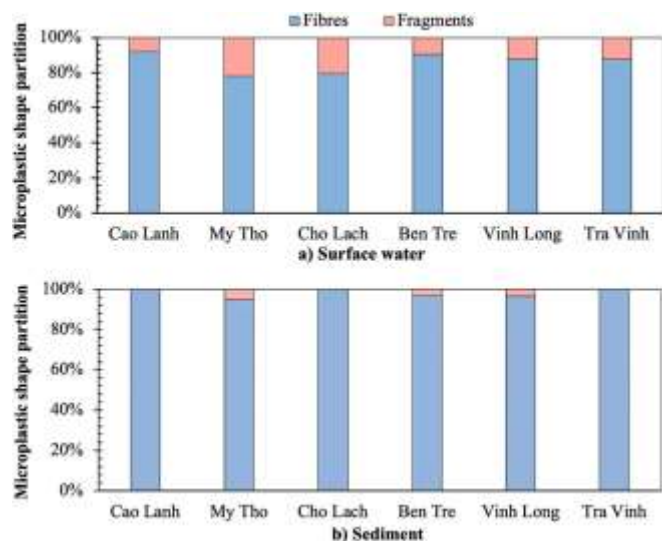 Fibres Fragments
Microplastic shape partition
100%
80%
60%
40%
20%
0%
Cao Lanh My Tho Cho Lach Ben Tre Vinh Long Tra Vinh
a) Surface water
Microplastic shape partition
100%
80%
60%
40%
20%
0%
Cao Lanh My Tho Cho Lach Ben Tre Vinh Long Tra Vinh
b) Sediment